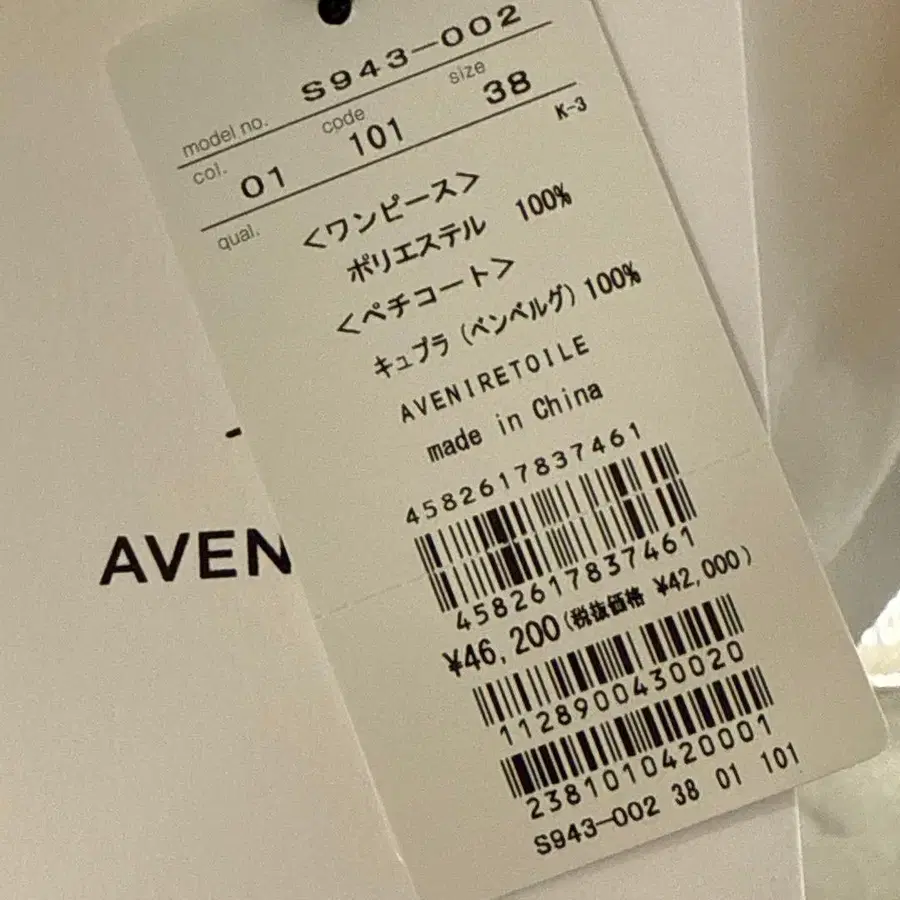 model no. S943-002
col. 01 code 101 size 38
K-3
qual.
<ワンピース>
ポリエステル 100%
<ペチコート>
キュプラ (ベンベルグ) 100%
AVENIRETOILE
made in China
4582617837461
4582617837461
¥46,200(税抜価格 ¥42,000)
1128900430020
2381010420001
S943-002 38 01 101
AVEN